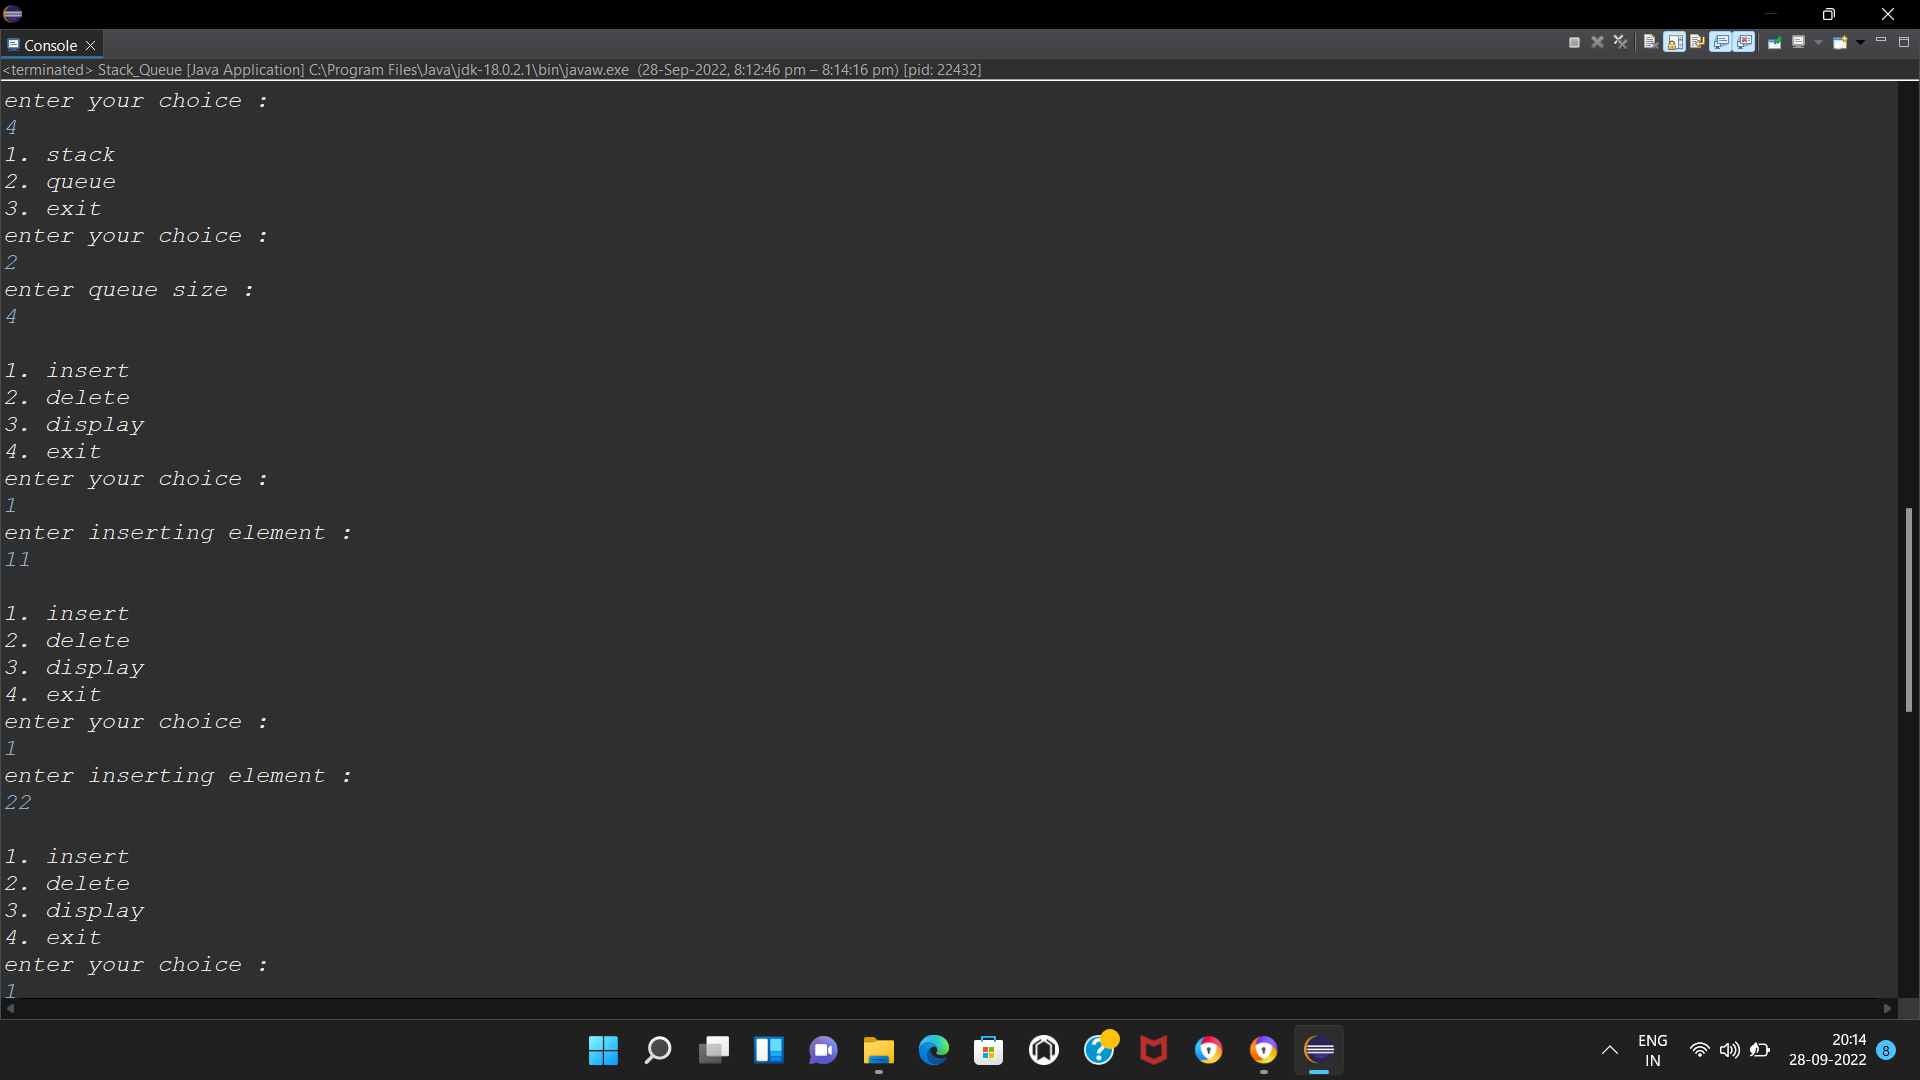 Console
<terminated> Stack_Queue [Java Application] C:\Program Files\Java\jdk-18.0.2.1\bin\javaw.exe (28-Sep-2022, 8:12:46 pm – 8:14:16 pm) [pid: 22432]
enter your choice :
4
1. stack
2. queue
3. exit
enter your choice :
2
enter queue size :
4
1. insert
2. delete
3. display
4. exit
enter your choice :
1
enter inserting element :
11
1. insert
2. delete
3. display
4. exit
enter your choice :
1
enter inserting element :
22
1. insert
2. delete
3. display
4. exit
enter your choice :
1
ENG
IN
20:14
28-09-2022
8